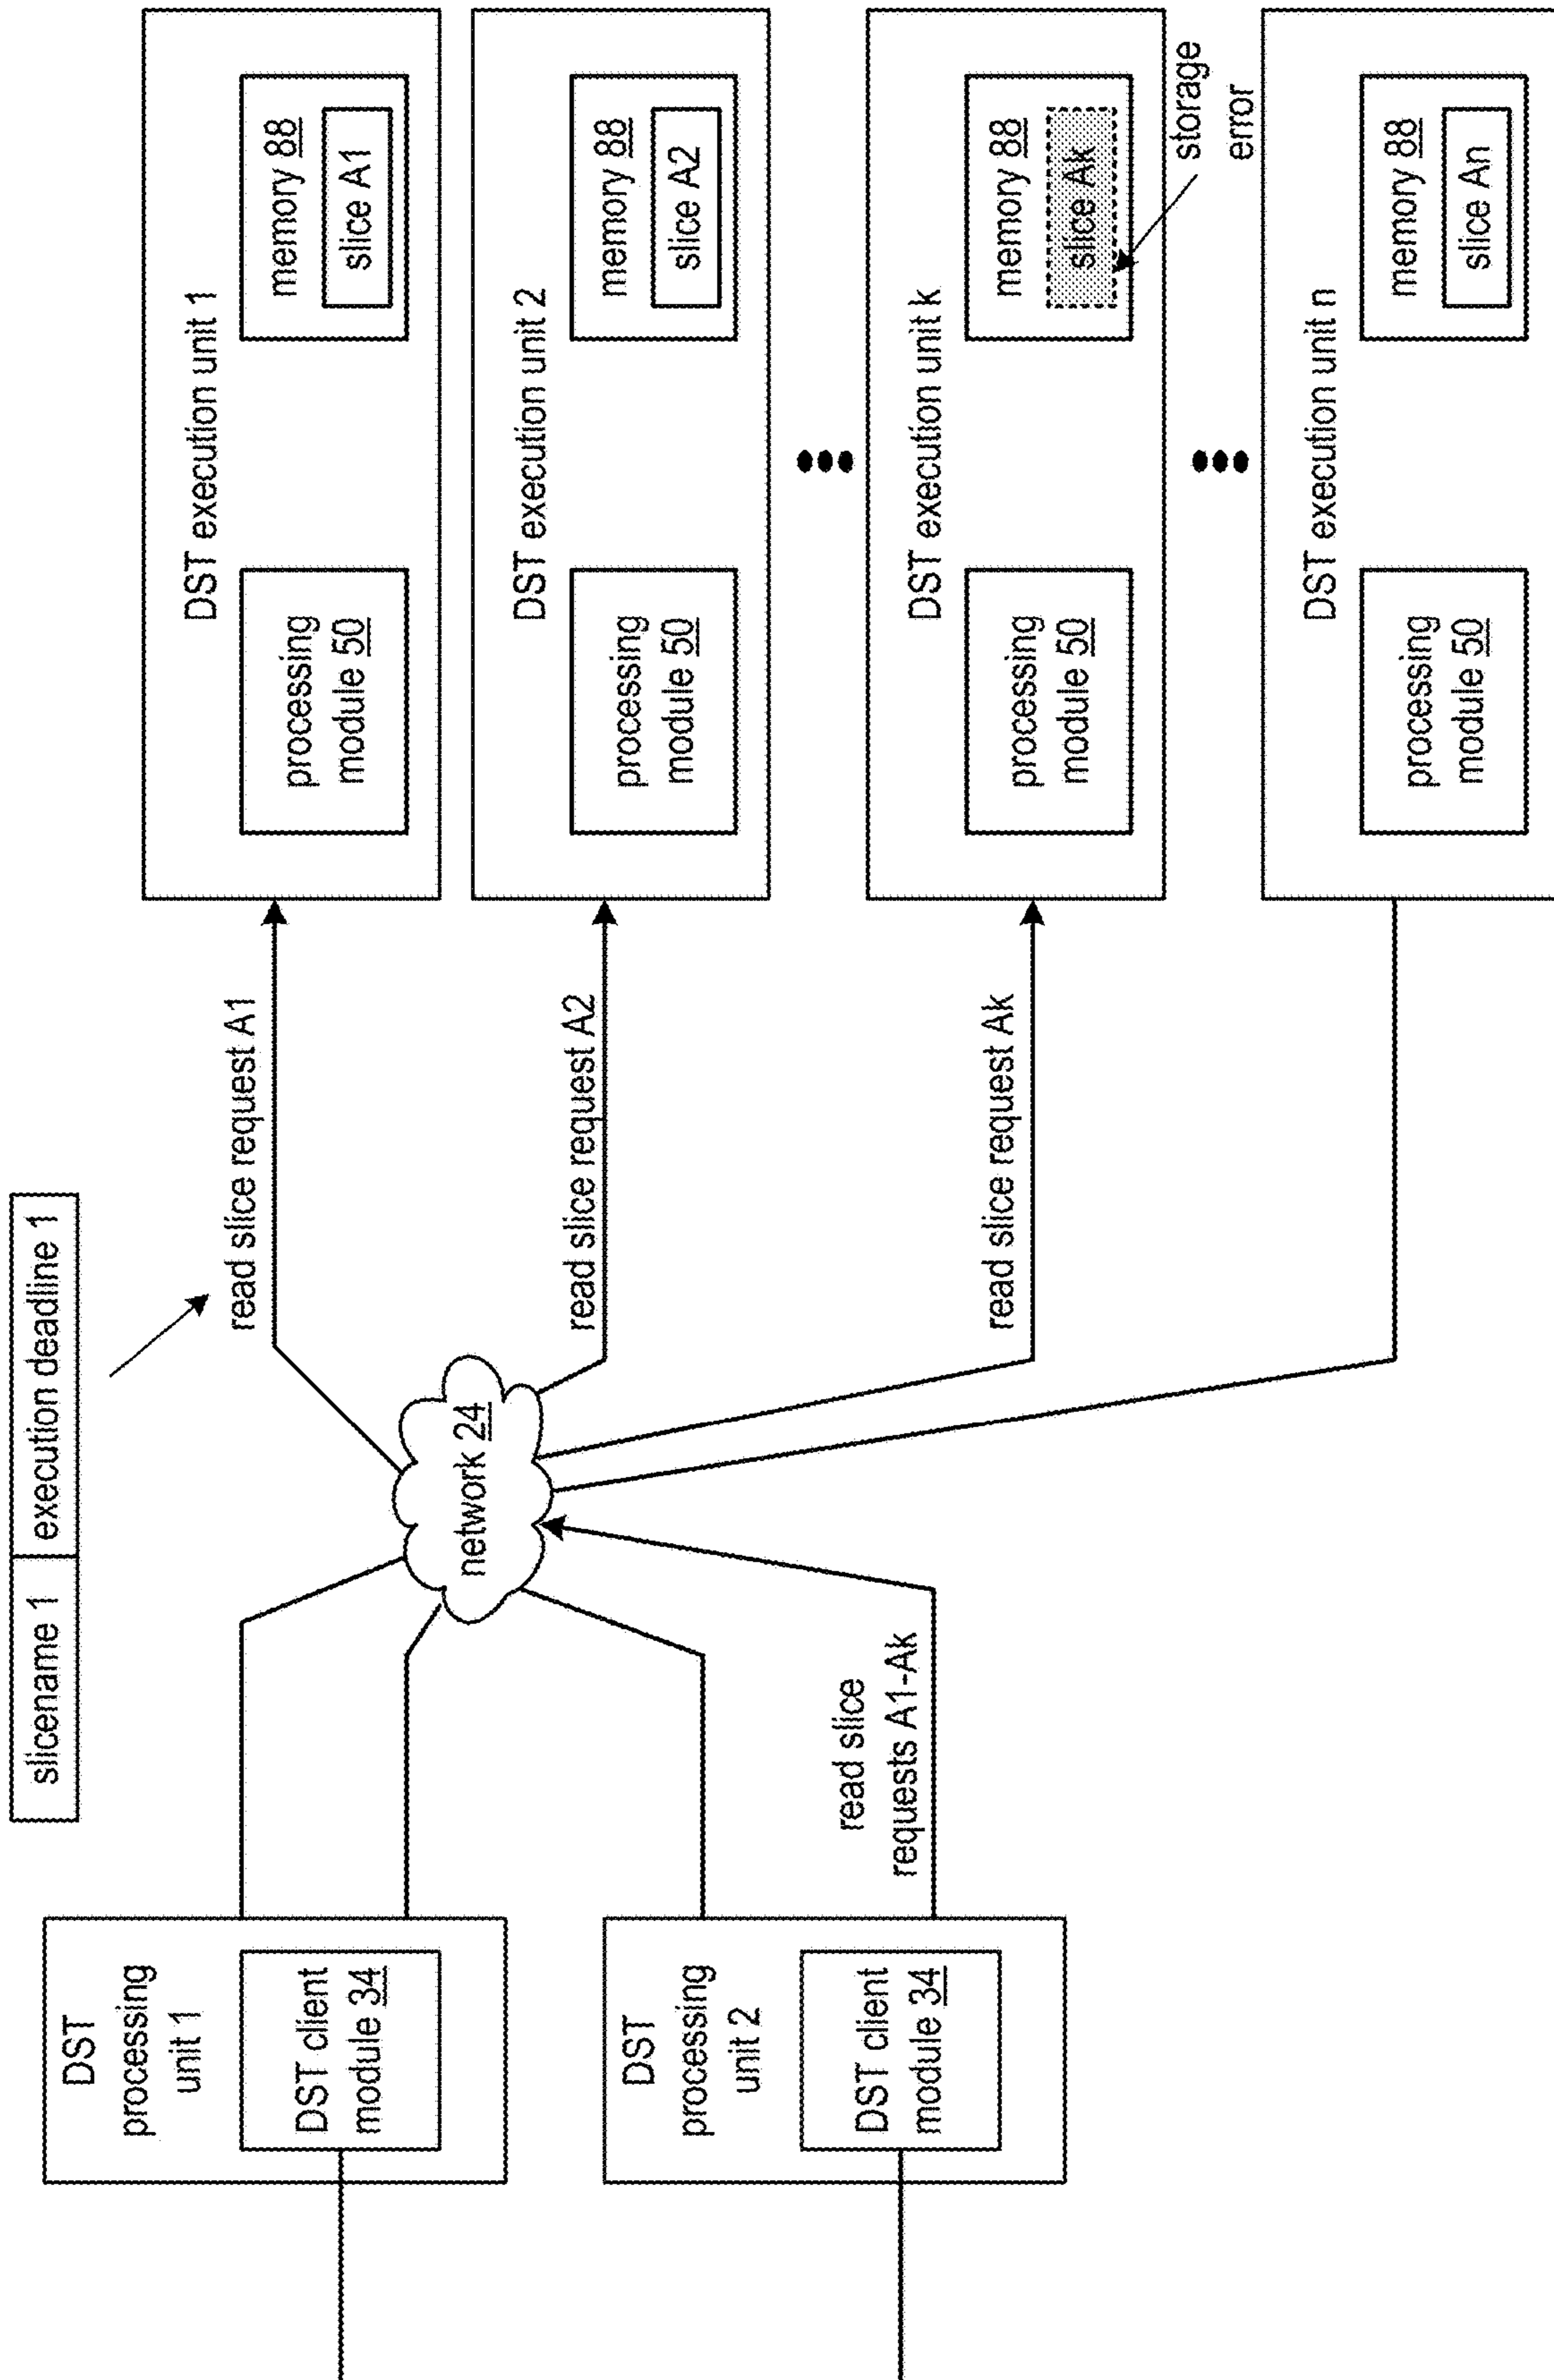 slicename 1
execution deadline 1
DST
processing
unit 1
DST client
module 34
DST
processing
unit 2
DST client
module 34
read slice
requests A1-Ak
network 24
read slice request A1
read slice request A2
read slice request Ak
DST execution unit 1
processing
module 50
memory 88
slice A1
DST execution unit 2
processing
module 50
memory 88
slice A2
DST execution unit k
processing
module 50
memory 88
slice Ak
storage
error
DST execution unit n
processing
module 50
memory 88
slice An